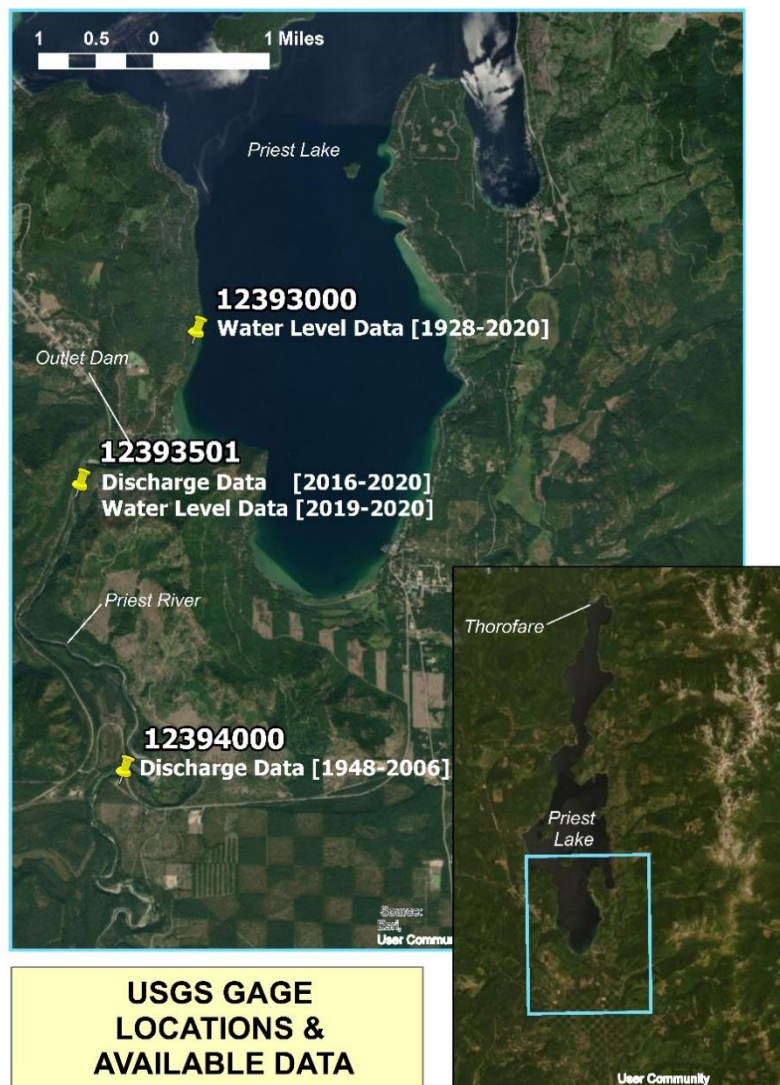 1 0.5 0 1 Miles
Priest Lake
12393000
Water Level Data [1928-2020]
Outlet Dam
12393501
Discharge Data [2016-2020]
Water Level Data [2019-2020]
Priest River
12394000
Discharge Data [1948-2006]
Source:
Esri,
User Commu
Thorofare
Priest
Lake
User Community
USGS GAGE
LOCATIONS &
AVAILABLE DATA